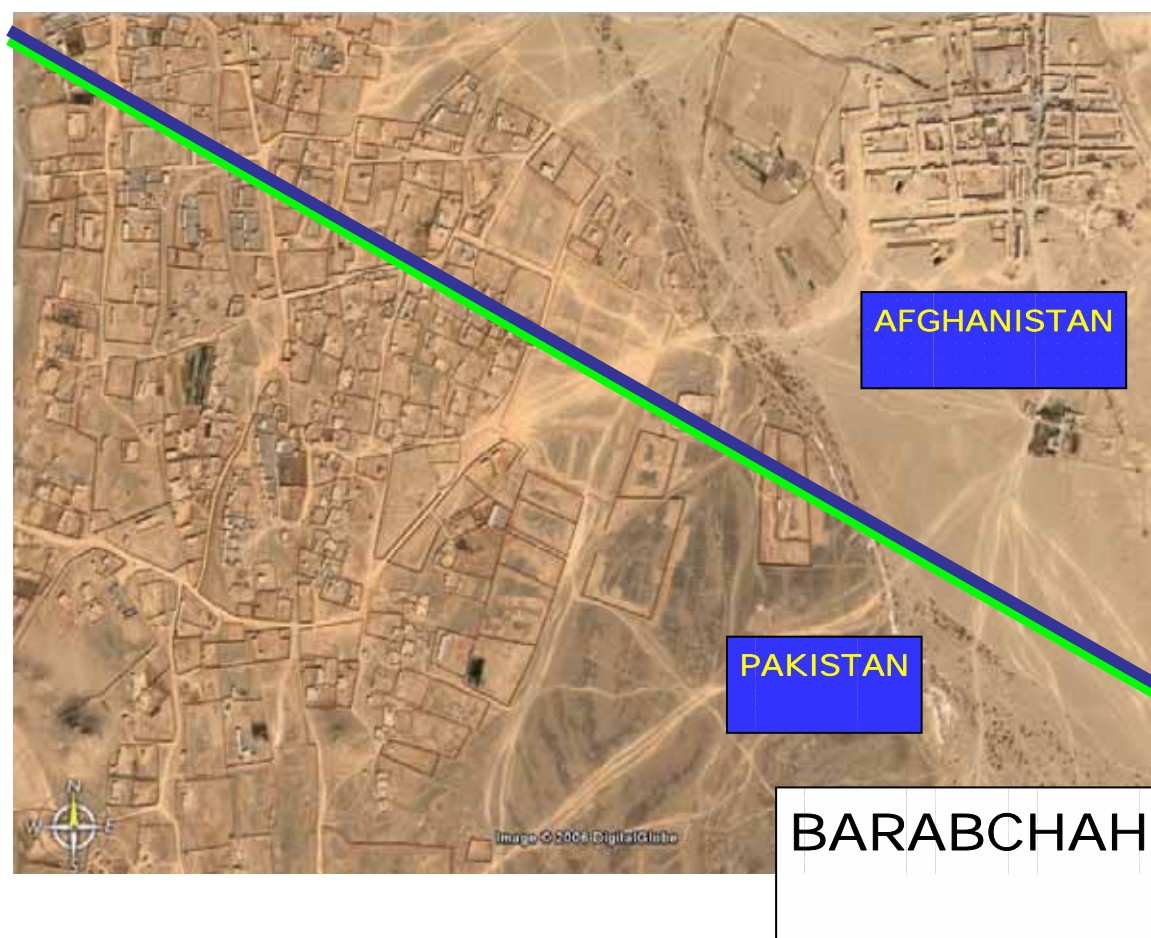 AFGHANISTAN
PAKISTAN
N
W E
S
Image © 2006 DigitalGlobe
BARABCHAH